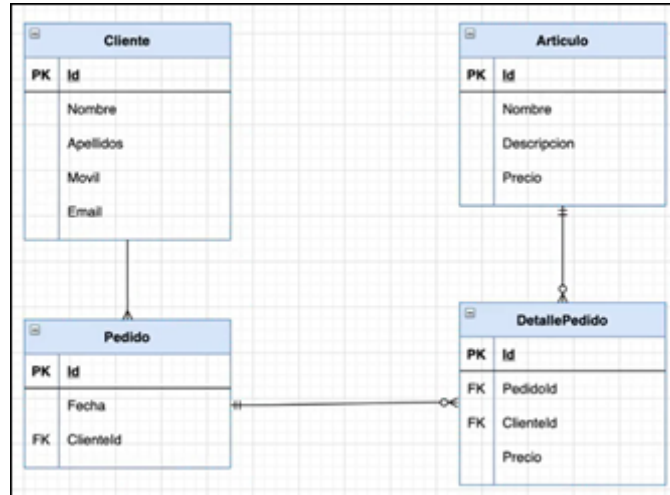 Cliente
PK Id
Nombre
Apellidos
Movil
Email
Articulo
PK Id
Nombre
Descripcion
Precio
Pedido
PK Id
Fecha
FK ClienteId
DetallePedido
PK Id
FK PedidoId
FK ClienteId
Precio